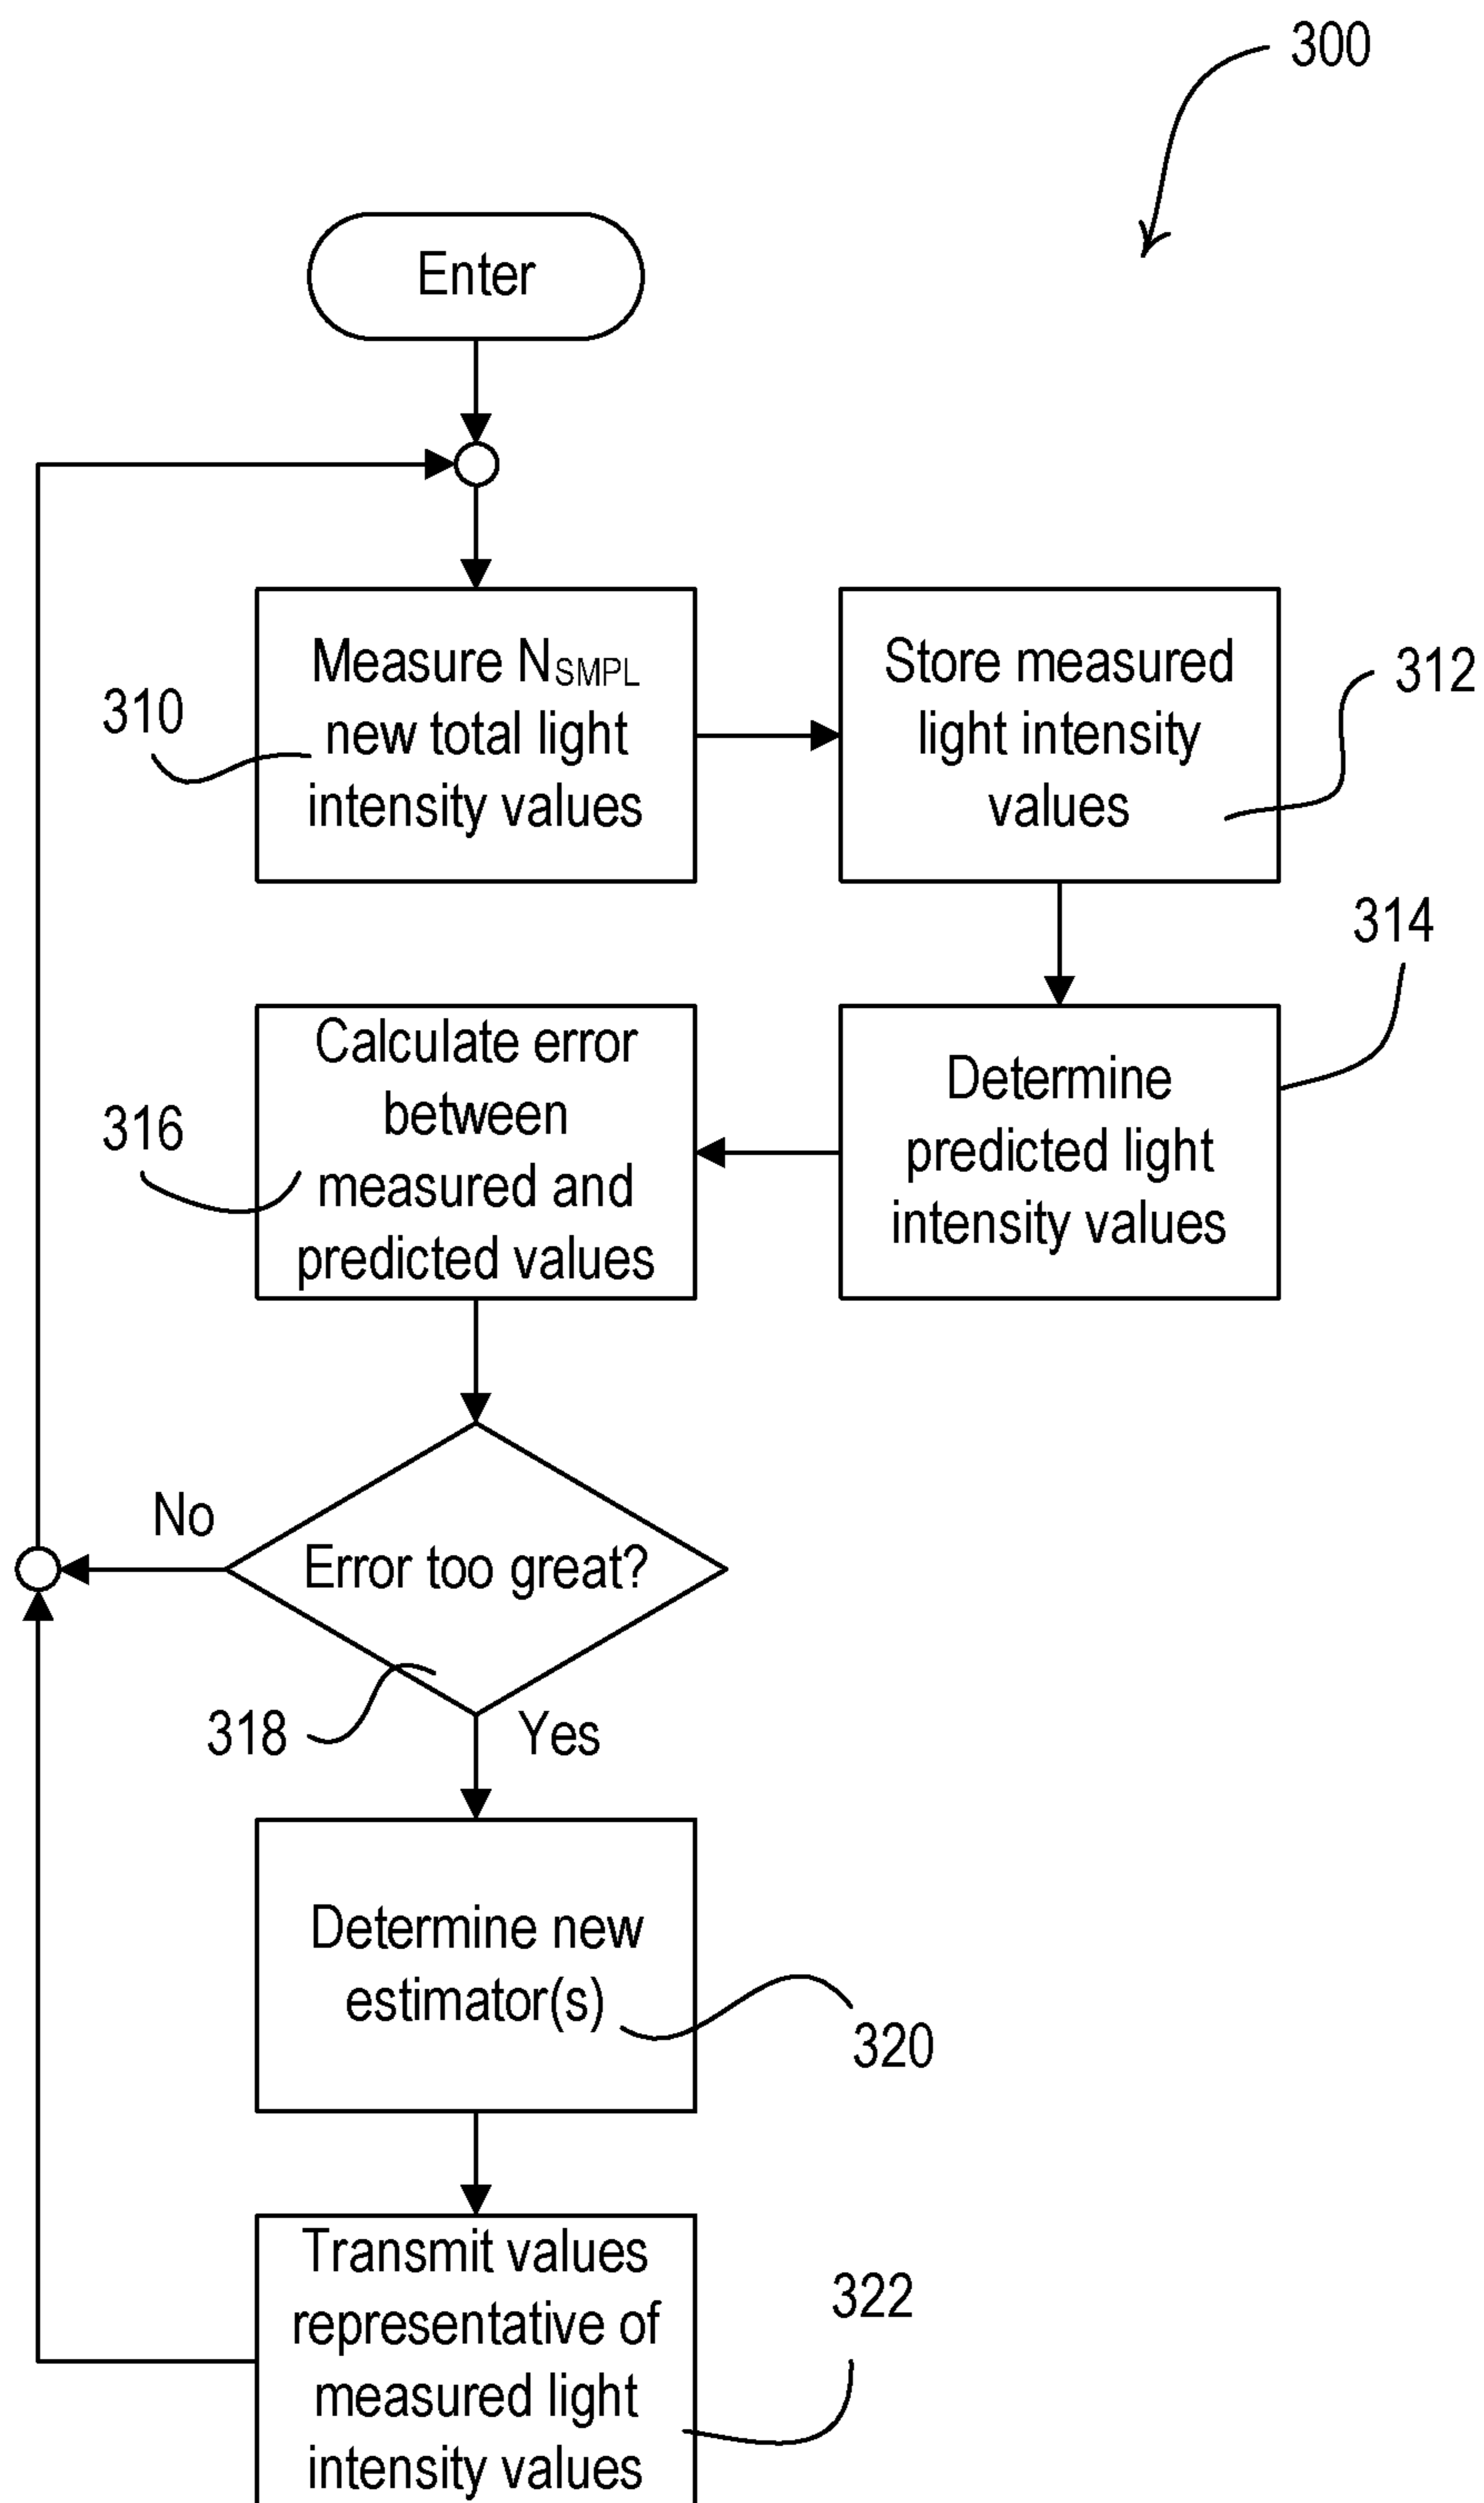 300
Enter
Measure NSMPL
new total light
intensity values
310
Store measured
light intensity
values
312
314
Calculate error
between
measured and
predicted values
316
Determine
predicted light
intensity values
No
Error too great?
318
Yes
Determine new
estimator(s)
320
Transmit values
representative of
measured light
intensity values
322